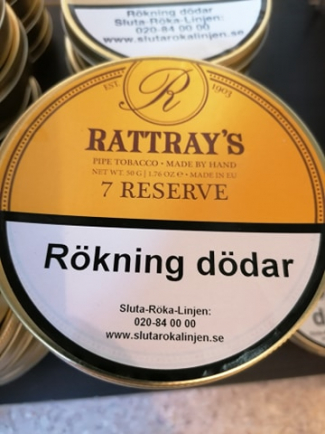 Rökning dödar
Sluta-Röka-Linjen:
020-84 00 00
www.slutarokalinjen.se
EST R 1903
RATTRAY'S
PIPE TOBACCO • MADE BY HAND
NET WT. 50 G | 1.76 OZ ℮ • MADE IN EU
7 RESERVE
Rökning dödar
Sluta-Röka-Linjen:
020-84 00 00
www.slutarokalinjen.se